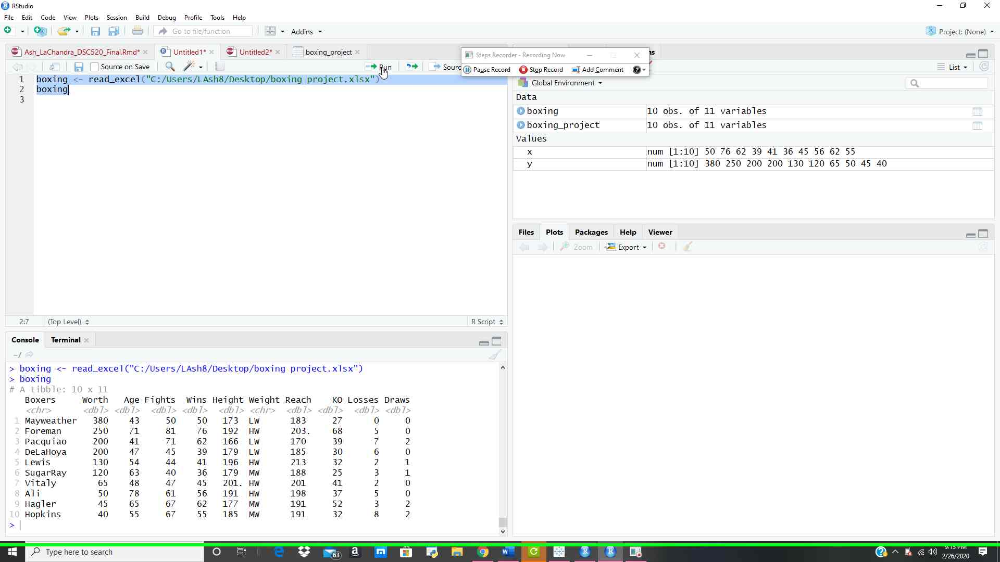 RStudio
File Edit Code View Plots Session Build Debug Profile Tools Help
Go to file/function Addins Project: (None)
Ash_LaChandra_DSC520_Final.Rmd* Untitled1* Untitled2* boxing_project
Source on Save Run
1 boxing <- read_excel("C:/Users/LAsh8/Desktop/boxing project.xlsx")
2 boxing
3
2:7 (Top Level) R Script
Steps Recorder - Recording Now
Pause Record Stop Record Add Comment
List
Global Environment
Data
boxing 10 obs. of 11 variables
boxing_project 10 obs. of 11 variables
Values
x num [1:10] 50 76 62 39 41 36 45 56 62 55
y num [1:10] 380 250 200 200 130 120 65 50 45 40
Files Plots Packages Help Viewer
Zoom Export
Console Terminal
~/
> boxing <- read_excel("C:/Users/LAsh8/Desktop/boxing project.xlsx")
> boxing
# A tibble: 10 x 11
Boxers Worth Age Fights Wins Height Weight Reach KO Losses Draws
<chr> <dbl> <dbl> <dbl> <dbl> <dbl> <chr> <dbl> <dbl> <dbl> <dbl>
1 Mayweather 380 43 50 50 173 LW 183 27 0 0
2 Foreman 250 71 81 76 192 HW 203. 68 5 0
3 Pacquiao 200 41 71 62 166 LW 170 39 7 2
4 DeLaHoya 200 47 45 39 179 LW 185 30 6 0
5 Lewis 130 54 44 41 196 HW 213 32 2 1
6 SugarRay 120 63 40 36 179 MW 188 25 3 1
7 Vitaly 65 48 47 45 201. HW 201 41 2 0
8 Ali 50 78 61 56 191 HW 198 37 5 0
9 Hagler 45 65 67 62 177 MW 191 52 3 2
10 Hopkins 40 55 67 55 185 MW 191 32 8 2
>
Type here to search 63 9:13 PM
2/26/2020